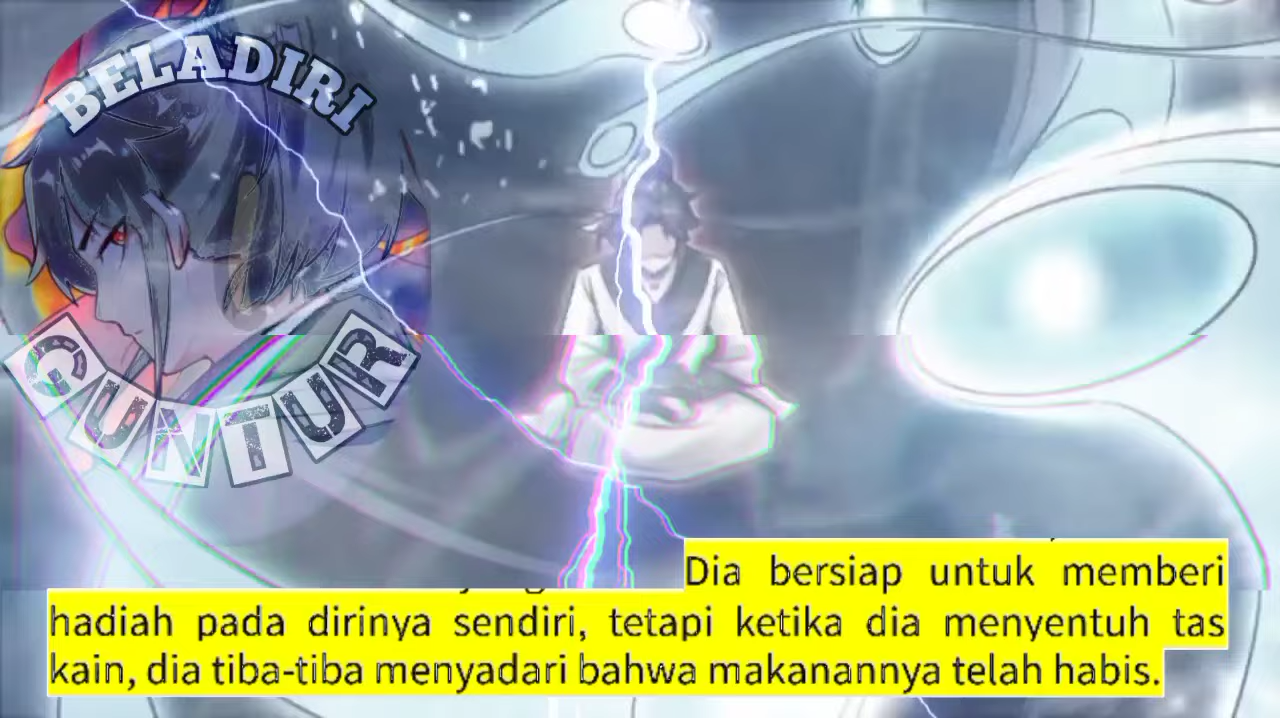 BELADIRI
GUNTUR
Dia bersiap untuk memberi
hadiah pada dirinya sendiri, tetapi ketika dia menyentuh tas
kain, dia tiba-tiba menyadari bahwa makanannya telah habis.